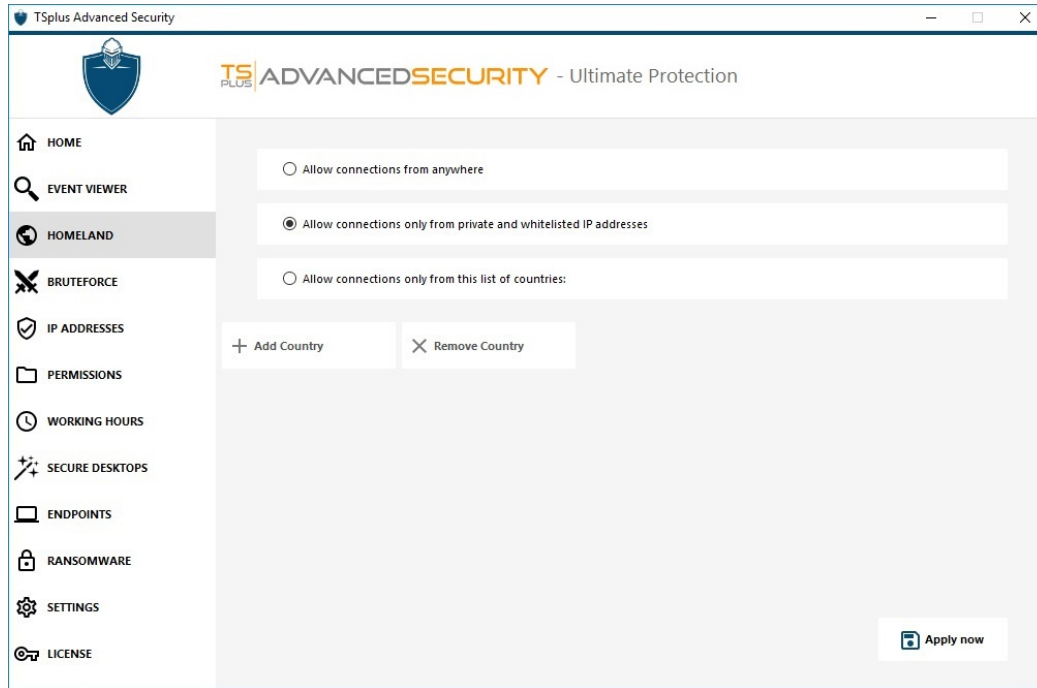 TSplus Advanced Security
TS PLUS ADVANCEDSECURITY - Ultimate Protection
HOME
EVENT VIEWER
HOMELAND
BRUTEFORCE
IP ADDRESSES
PERMISSIONS
WORKING HOURS
SECURE DESKTOPS
ENDPOINTS
RANSOMWARE
SETTINGS
LICENSE
Allow connections from anywhere
Allow connections only from private and whitelisted IP addresses
Allow connections only from this list of countries:
Add Country
Remove Country
Apply now